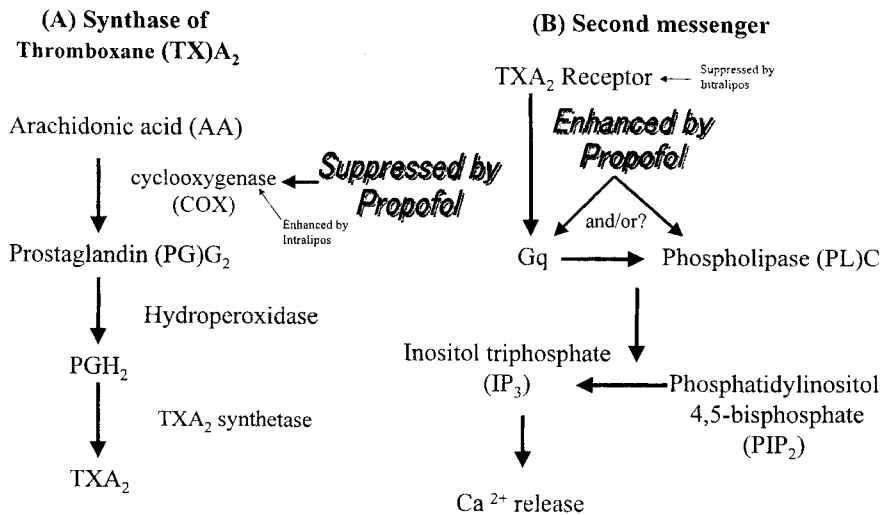 (A) Synthase of
Thromboxane (TX)A₂
Arachidonic acid (AA)
cyclooxygenase
(COX)
Suppressed by
Propofol
Enhanced by
Intralipos
Prostaglandin (PG)G₂
Hydroperoxidase
PGH₂
TXA₂ synthetase
TXA₂
(B) Second messenger
TXA₂ Receptor
Suppressed by
Intralipos
Enhanced by
Propofol
and/or?
Gq
Phospholipase (PL)C
Inositol triphosphate
(IP₃)
Phosphatidylinositol
4,5-bisphosphate
(PIP₂)
Ca ²⁺ release